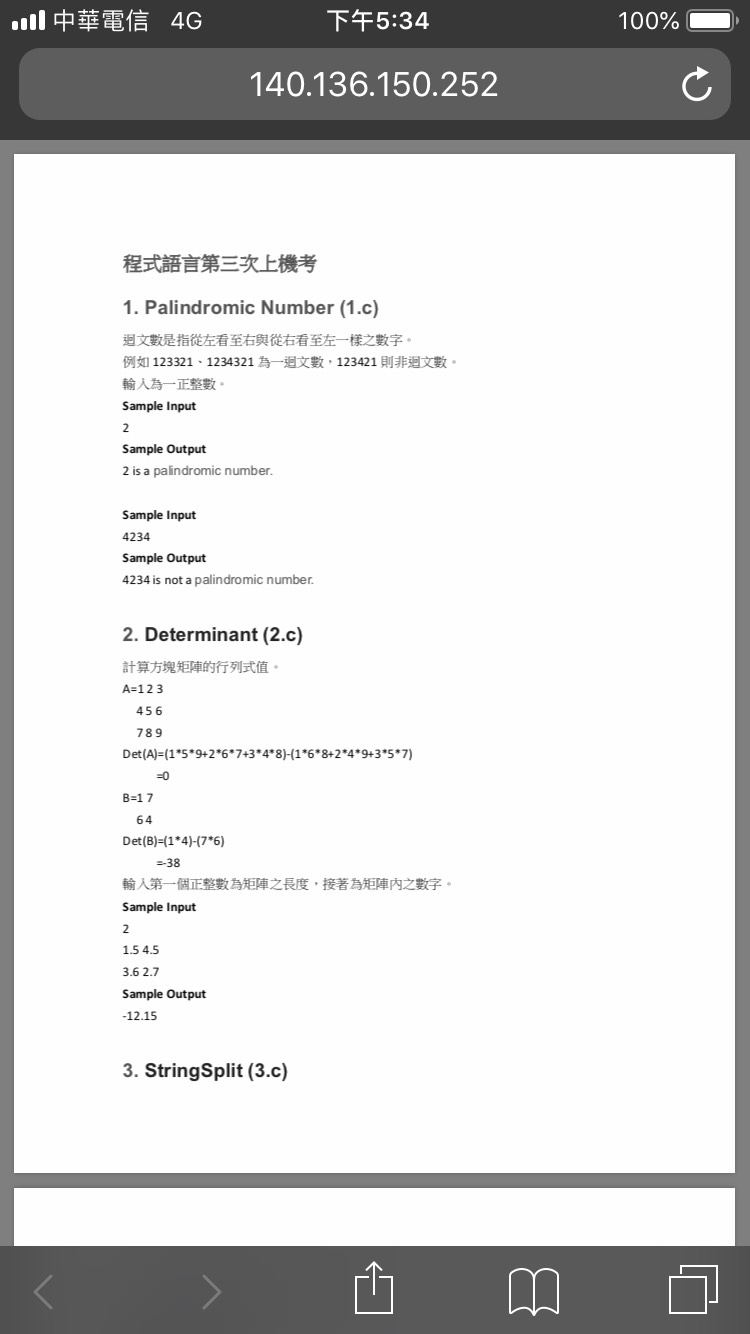 中華電信 4G 下午5:34 100%
140.136.150.252
程式語言第三次上機考
1. Palindromic Number (1.c)
迴文數是指從左看至右與從右看至左一樣之數字。
例如 123321、1234321 為一迴文數，123421 則非迴文數。
輸入為一正整數。
Sample Input
2
Sample Output
2 is a palindromic number.
Sample Input
4234
Sample Output
4234 is not a palindromic number.
2. Determinant (2.c)
計算方塊矩陣的行列式值。
A=1 2 3
4 5 6
7 8 9
Det(A)=(1*5*9+2*6*7+3*4*8)-(1*6*8+2*4*9+3*5*7)
=0
B=1 7
6 4
Det(B)=(1*4)-(7*6)
=-38
輸入第一個正整數為矩陣之長度，接著為矩陣內之數字。
Sample Input
2
1.5 4.5
3.6 2.7
Sample Output
-12.15
3. StringSplit (3.c)